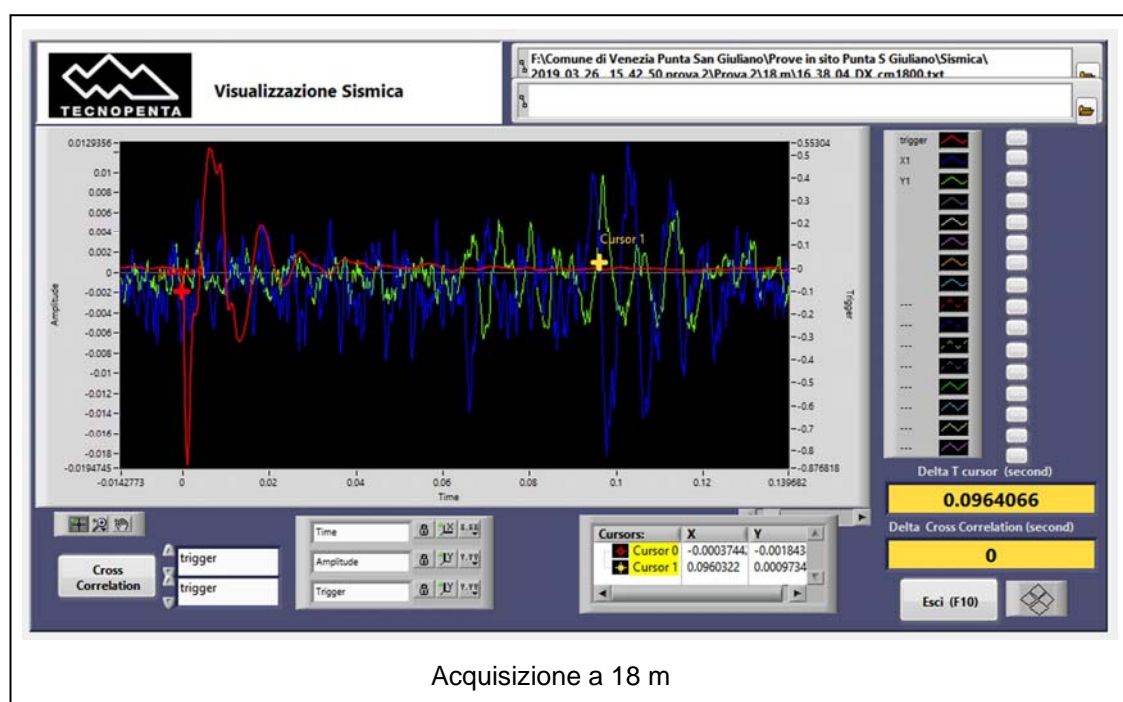 TECNOPENTA
Visualizzazione Sismica
F:\Comune di Venezia Punta San Giuliano\Prove in sito Punta S Giuliano\Sismica\
2019_03_26__15_42_50 prova 2\Prova 2\18 m\16_38_04_DX_cm1800.txt
0.0129356
0.01
0.008
0.006
0.004
0.002
0
-0.002
-0.004
-0.006
-0.008
-0.01
-0.012
-0.014
-0.016
-0.018
-0.0194745
Amplitude
Cursor 1
0.55304
0.5
0.4
0.3
0.2
0.1
0
-0.1
-0.2
-0.3
-0.4
-0.5
-0.6
-0.7
-0.8
-0.876818
Trigger
-0.0142773
0
0.02
0.04
0.06
0.08
0.1
0.12
0.139682
Time
trigger
X1
Y1
---
---
---
---
---
---
---
---
Delta T cursor (second)
0.0964066
Delta Cross Correlation (second)
0
Cross
Correlation
trigger
trigger
Time
Amplitude
Trigger
Cursors: X Y
Cursor 0 -0.0003744 -0.001843
Cursor 1 0.0960322 0.0009734
Esci (F10)
Acquisizione a 18 m